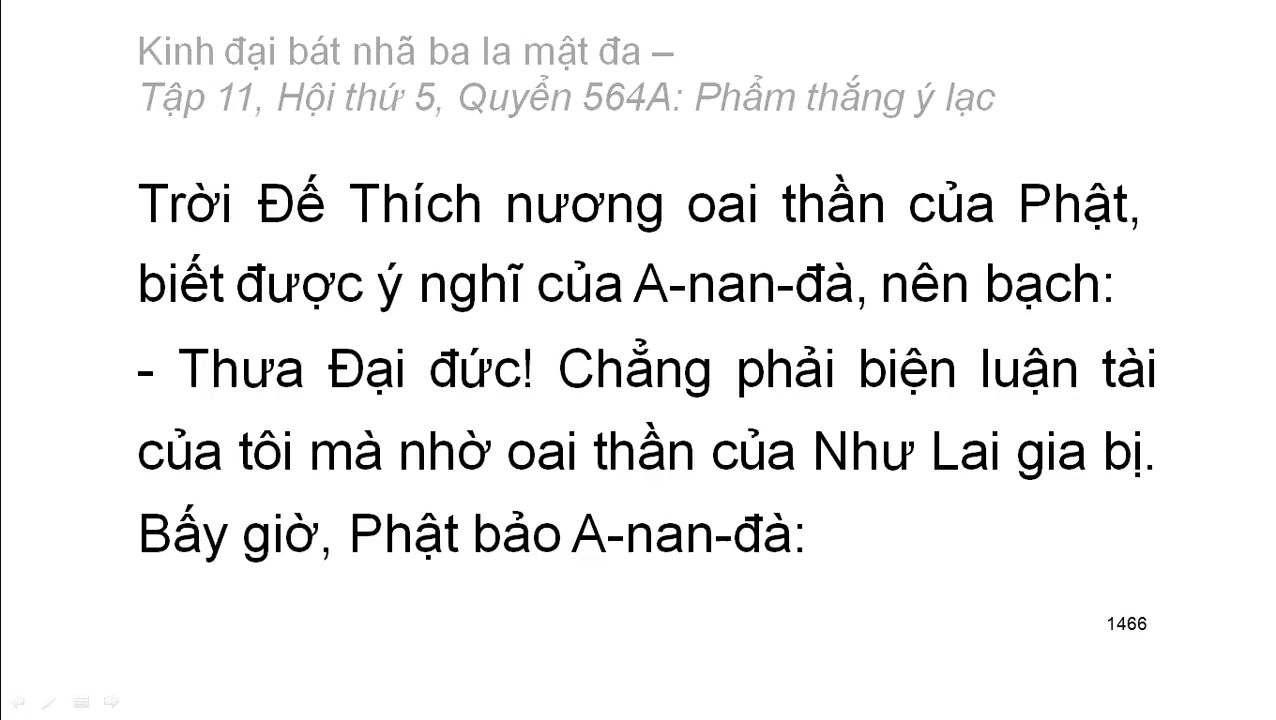 Kinh đại bát nhã ba la mật đa –
Tập 11, Hội thứ 5, Quyển 564A: Phẩm thắng ý lạc
Trời Đế Thích nương oai thần của Phật,
biết được ý nghĩ của A-nan-đà, nên bạch:
- Thưa Đại đức! Chẳng phải biện luận tài
của tôi mà nhờ oai thần của Như Lai gia bị.
Bấy giờ, Phật bảo A-nan-đà:
1466